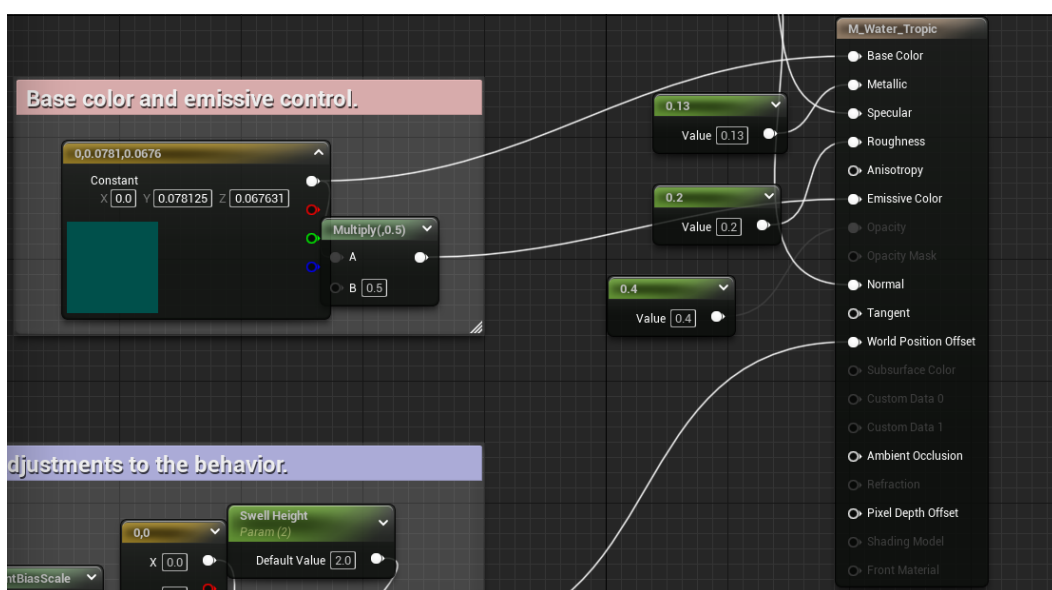 M_Water_Tropic
Base Color
Metallic
Specular
Roughness
Anisotropy
Emissive Color
Opacity
Opacity Mask
Normal
Tangent
World Position Offset
Subsurface Color
Custom Data 0
Custom Data 1
Ambient Occlusion
Refraction
Pixel Depth Offset
Shading Model
Front Material
Base color and emissive control.
0,0.0781,0.0676
Constant
X 0.0 Y 0.078125 Z 0.067631
Multiply(,0.5)
A
B 0.5
0.13
Value 0.13
0.2
Value 0.2
0.4
Value 0.4
djustments to the behavior.
0,0
X 0.0
Swell Height
Param (2)
Default Value 2.0
ntBiasScale